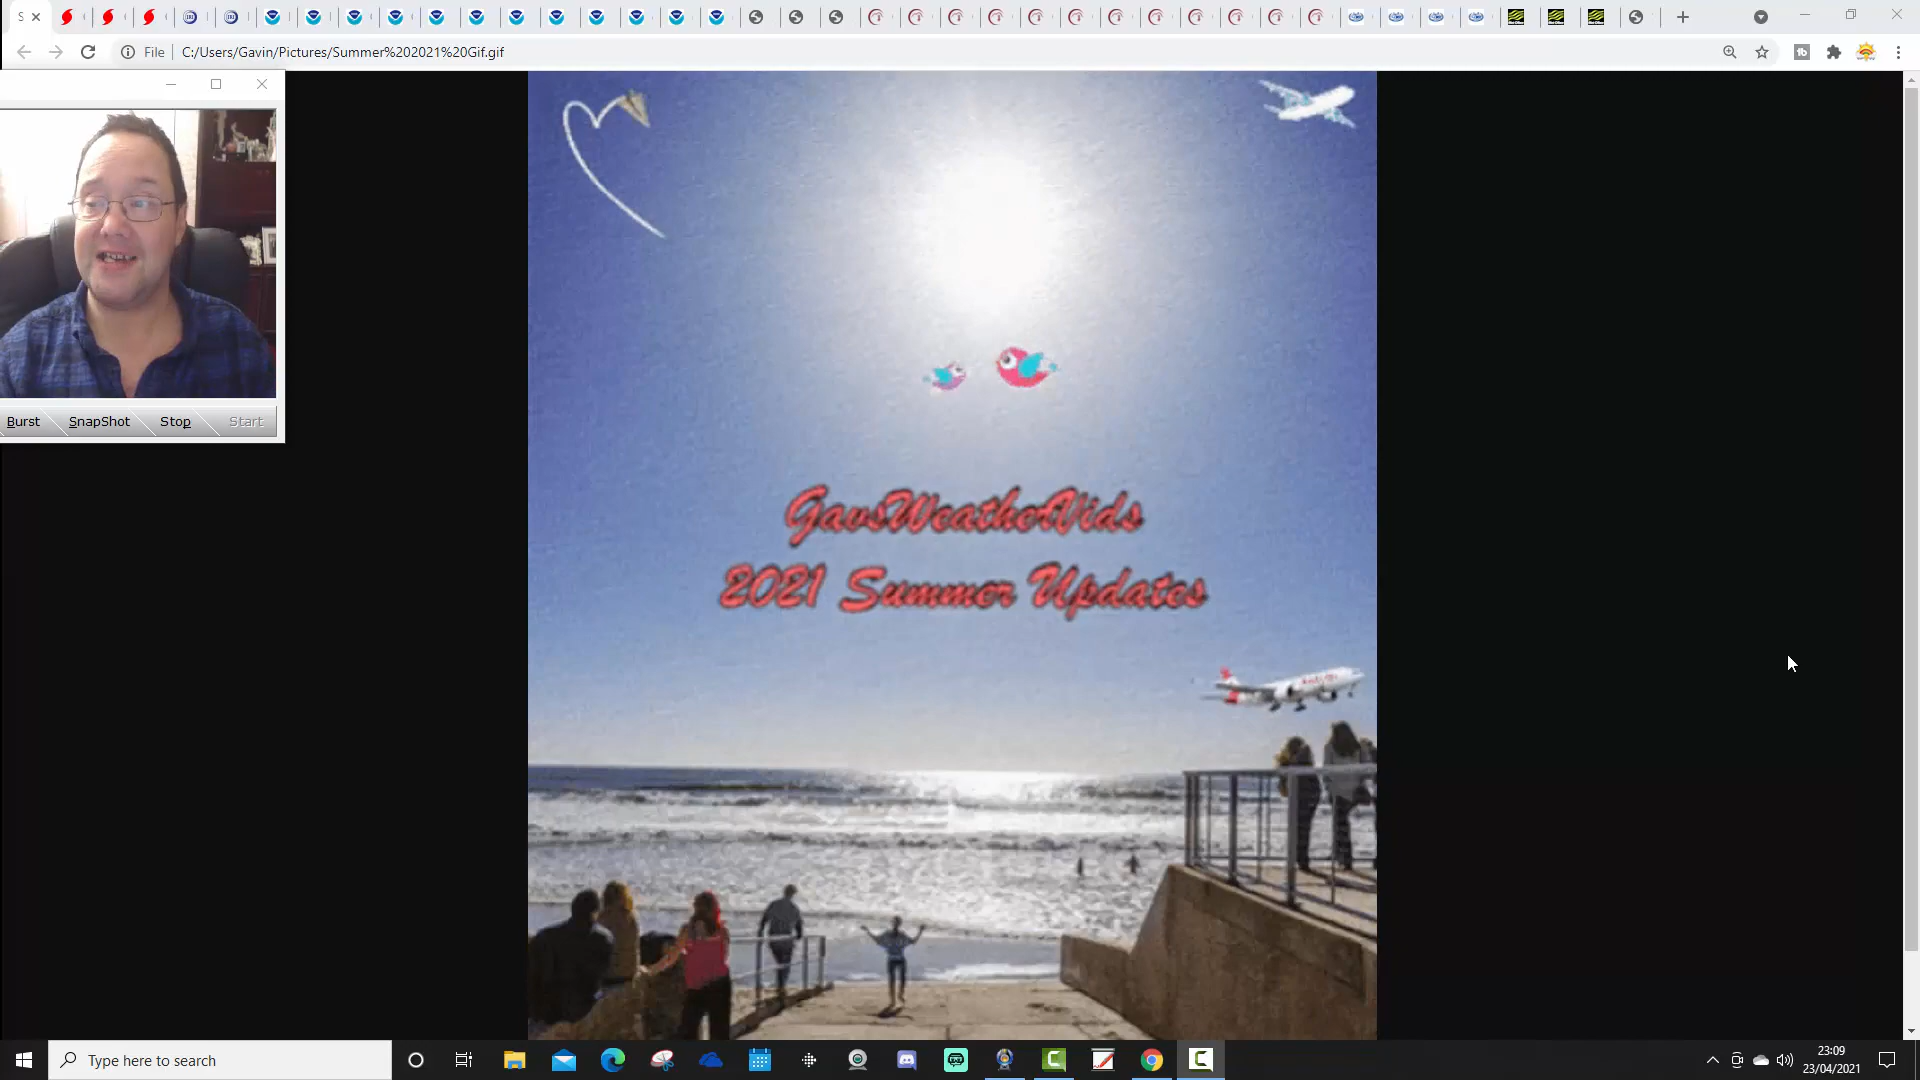 S
File
C:/Users/Gavin/Pictures/Summer%202021%20Gif.gif
Burst
SnapShot
Stop
Start
GavsWeatherVids
2021 Summer Updates
Type here to search
23:09
23/04/2021